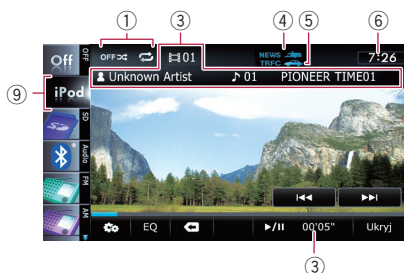 ① ③ ④ ⑤ ⑥
Off OFF OFF 01 NEWS TRFC 7:26
Unknown Artist 01 PIONEER TIME01
⑨ iPod
SD
Audio
FM
AM
EQ ►/II 00'05" Ukryj
③